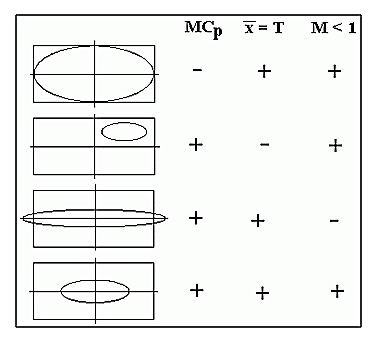 MCp x̄ = T M < 1
- + +
+ - +
+ + -
+ + +